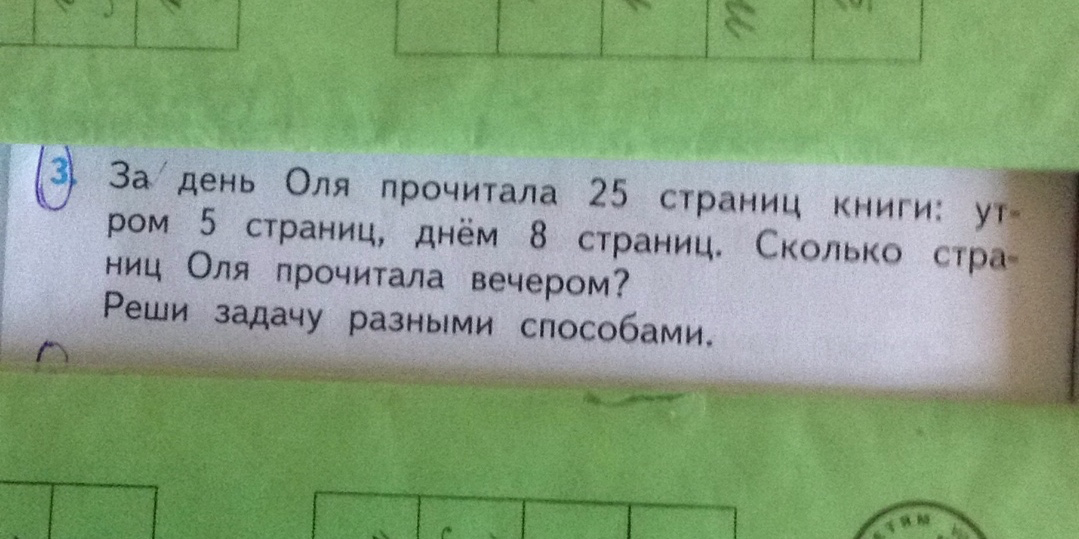 3. За день Оля прочитала 25 страниц книги: ут-
ром 5 страниц, днём 8 страниц. Сколько стра-
ниц Оля прочитала вечером?
Реши задачу разными способами.